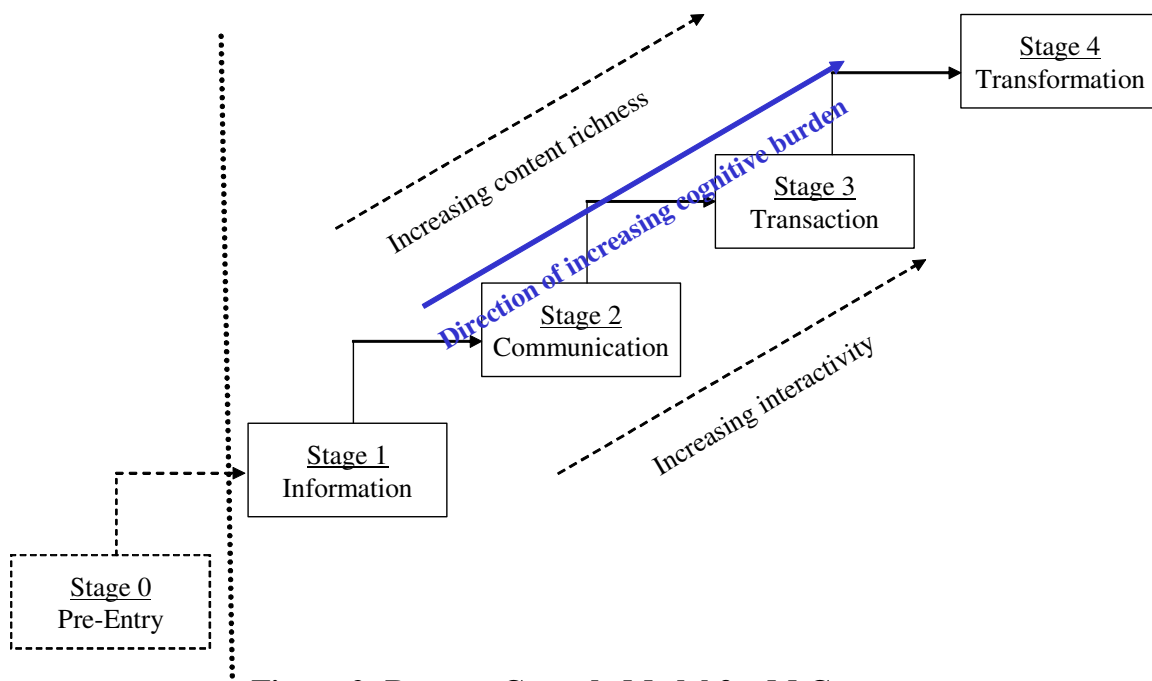 Stage 4
Transformation
Increasing content richness
Direction of increasing cognitive burden
Stage 3
Transaction
Stage 2
Communication
Increasing interactivity
Stage 1
Information
Stage 0
Pre-Entry